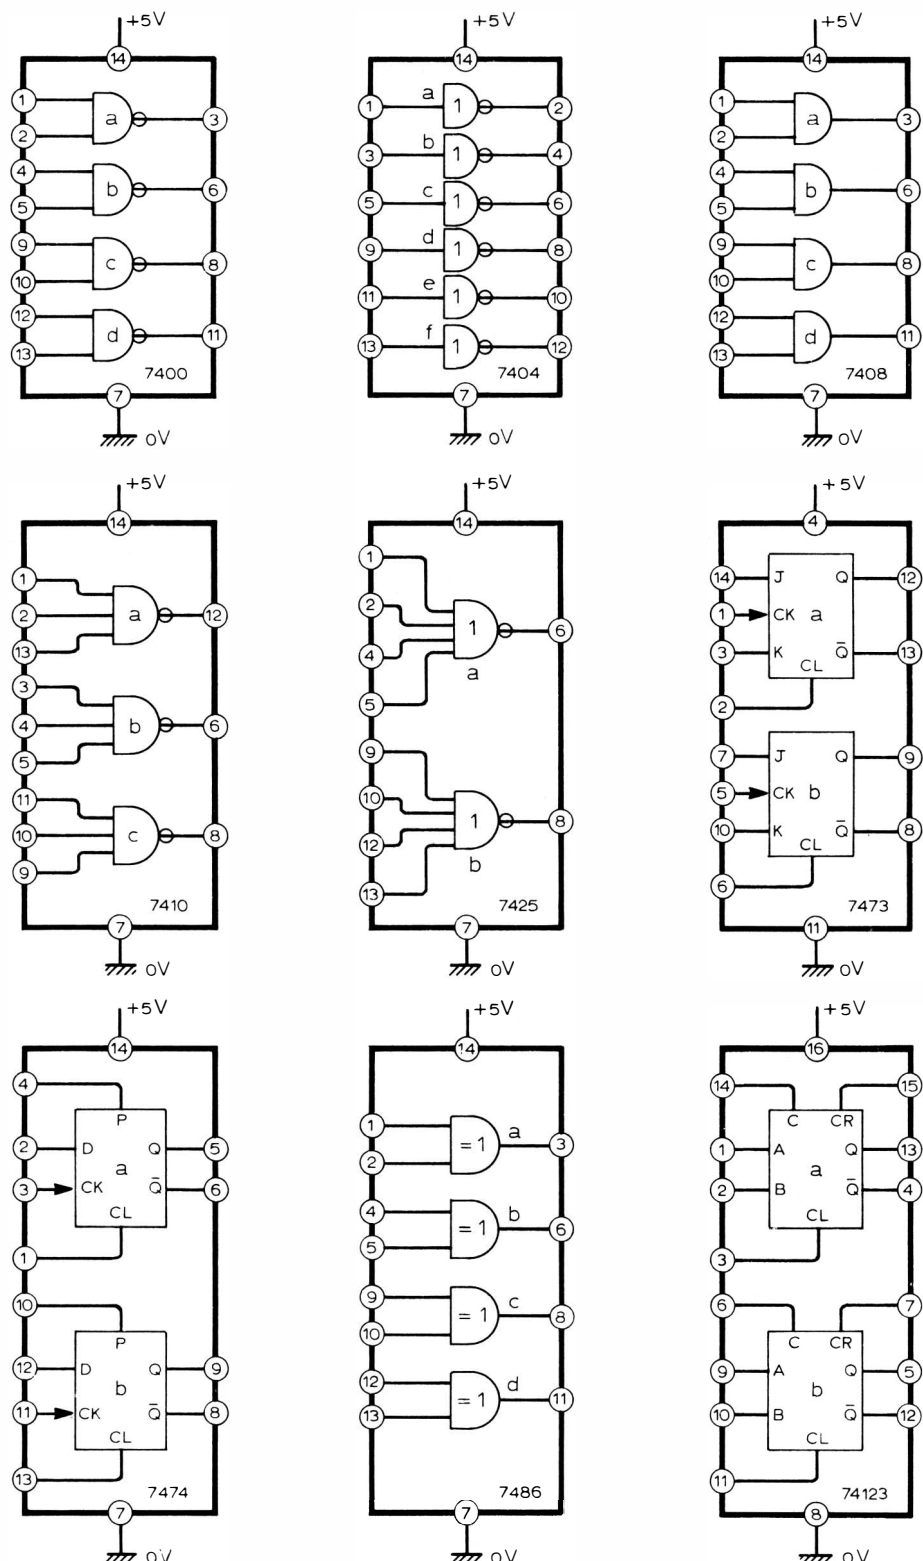 +5V +5V +5V
14 14 14
1 a 3
2
4 b 6
5
9 c 8
10
12 d 11
13
7400
7
0V
1 a 1 2
3 b 1 4
5 c 1 6
9 d 1 8
11 e 1 10
13 f 1 12
7404
7
0V
1 a 3
2
4 b 6
5
9 c 8
10
12 d 11
13
7408
7
0V
+5V +5V +5V
14 14 4
1
2 a 12
13
3
4 b 6
5
11
10 c 8
9
7410
7
0V
1
2 1 6
4 a
5
9
10 1 8
12 b
13
7425
7
0V
14 J Q 12
1 CK a
3 K Q̅ 13
CL
2
7 J Q 9
5 CK b
10 K Q̅ 8
CL
6
7473
11
0V
+5V +5V +5V
14 14 16
4 P
2 D Q 5
a
3 CK Q̅ 6
CL
1
10 P
12 D Q 9
b
11 CK Q̅ 8
CL
13
7474
7
0V
1 =1 a 3
2
4 =1 b 6
5
9 =1 c 8
10
12 =1 d 11
13
7486
7
0V
14 C CR 15
1 A Q 13
a
2 B Q̅ 4
CL
3
6 C CR 7
9 A Q 5
b
10 B Q̅ 12
CL
11
74123
8
0V